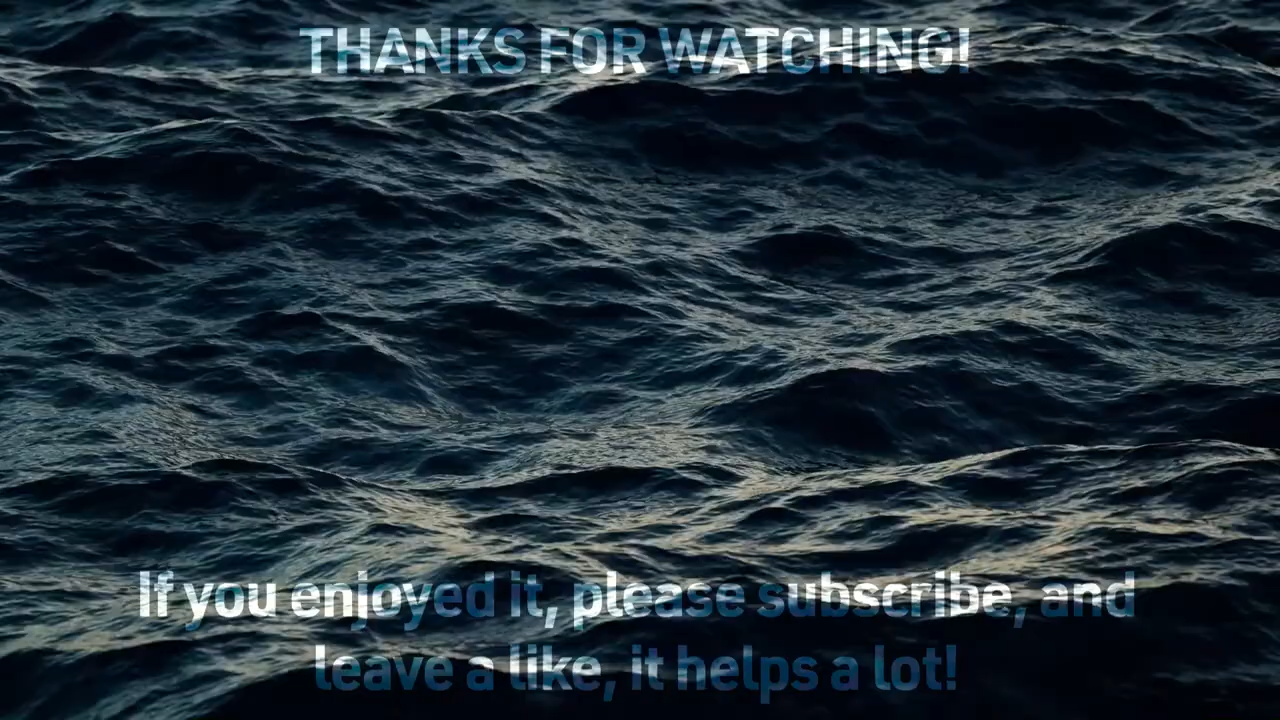 THANKS FOR WATCHING!
If you enjoyed it, please subscribe, and
leave a like, it helps a lot!